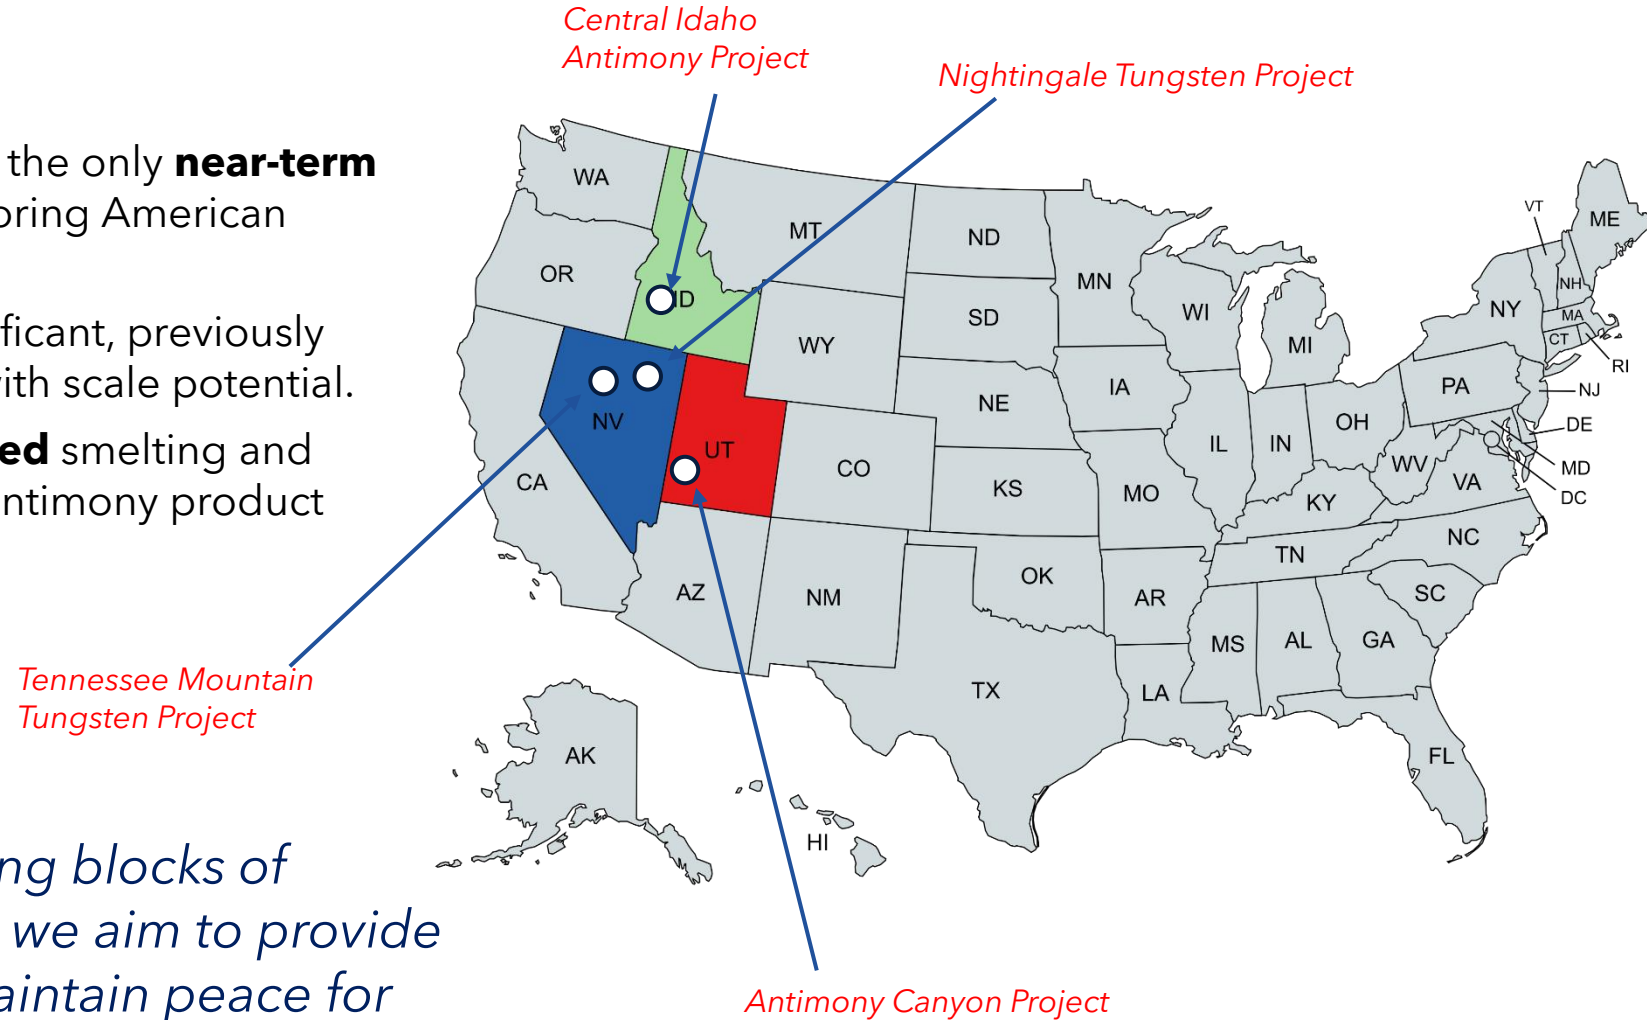 Central Idaho
Antimony Project
Nightingale Tungsten Project
the only near-term
oring American
ificant, previously
with scale potential.
ed smelting and
antimony product
Tennessee Mountain
Tungsten Project
ng blocks of
we aim to provide
aintain peace for
Antimony Canyon Project
WA
OR
CA
ID
NV
UT
AZ
MT
WY
CO
NM
ND
SD
NE
KS
OK
TX
MN
IA
MO
AR
LA
WI
IL
MI
IN
OH
KY
TN
MS
AL
GA
FL
SC
NC
VA
WV
PA
NY
VT
NH
ME
MA
CT
RI
NJ
DE
MD
DC
AK
HI